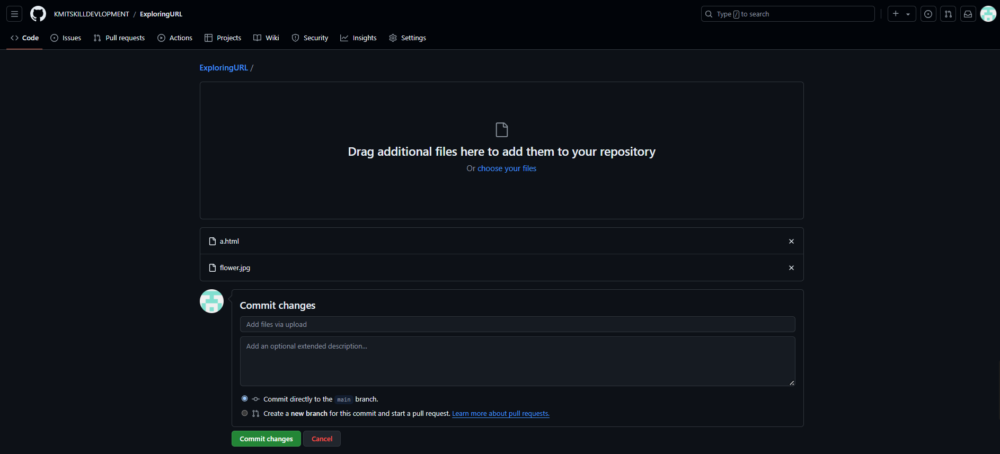 KMITSKILLDEVLOPMENT / ExploringURL
Type / to search
Code Issues Pull requests Actions Projects Wiki Security Insights Settings
ExploringURL /
Drag additional files here to add them to your repository
Or choose your files
a.html
flower.jpg
Commit changes
Add files via upload
Add an optional extended description...
Commit directly to the main branch.
Create a new branch for this commit and start a pull request. Learn more about pull requests.
Commit changes Cancel